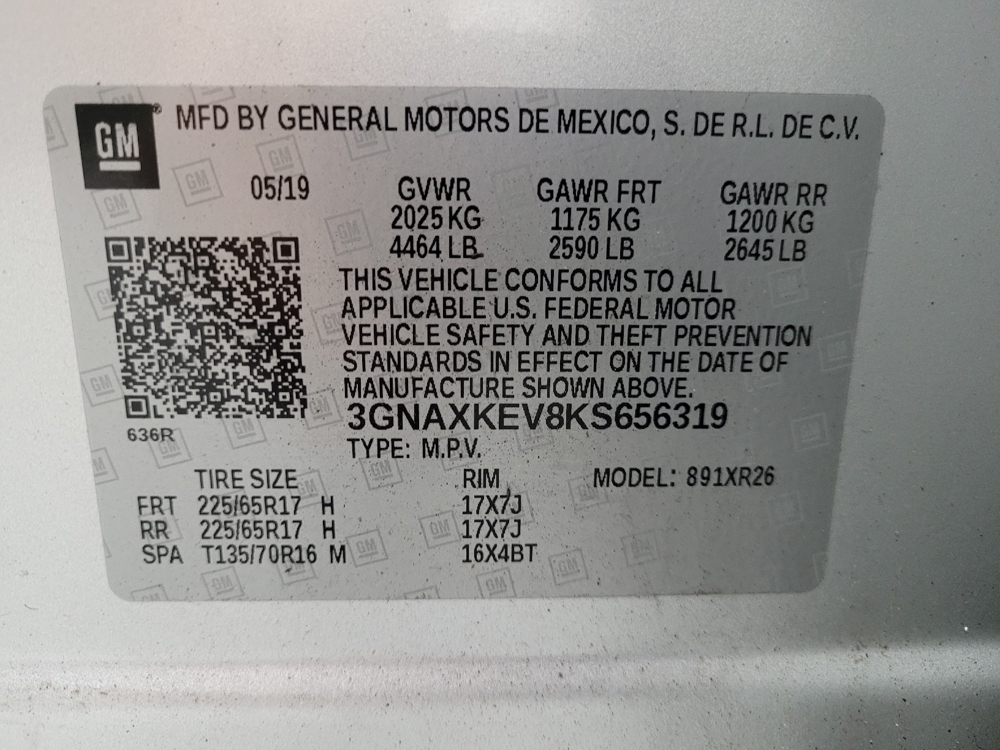 GM® MFD BY GENERAL MOTORS DE MEXICO, S. DE R.L. DE C.V.
05/19 GVWR GAWR FRT GAWR RR
2025 KG 1175 KG 1200 KG
4464 LB 2590 LB 2645 LB
THIS VEHICLE CONFORMS TO ALL
APPLICABLE U.S. FEDERAL MOTOR
VEHICLE SAFETY AND THEFT PREVENTION
STANDARDS IN EFFECT ON THE DATE OF
MANUFACTURE SHOWN ABOVE.
3GNAXKEV8KS656319
636R
TYPE: M.P.V.
TIRE SIZE RIM MODEL: 891XR26
FRT 225/65R17 H 17X7J
RR 225/65R17 H 17X7J
SPA T135/70R16 M 16X4BT